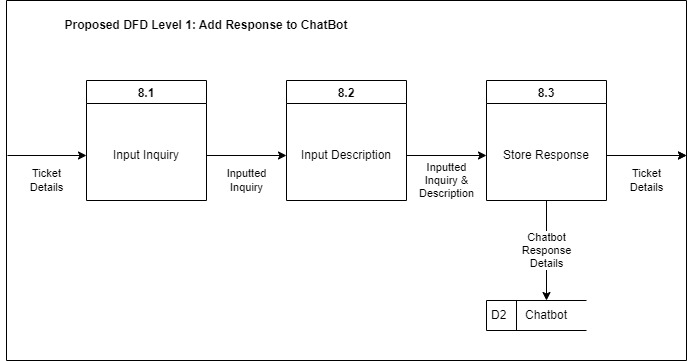 Proposed DFD Level 1: Add Response to ChatBot
8.1
8.2
8.3
Input Inquiry
Input Description
Store Response
Ticket
Details
Inputted
Inquiry
Inputted
Inquiry &
Description
Ticket
Details
Chatbot
Response
Details
D2
Chatbot